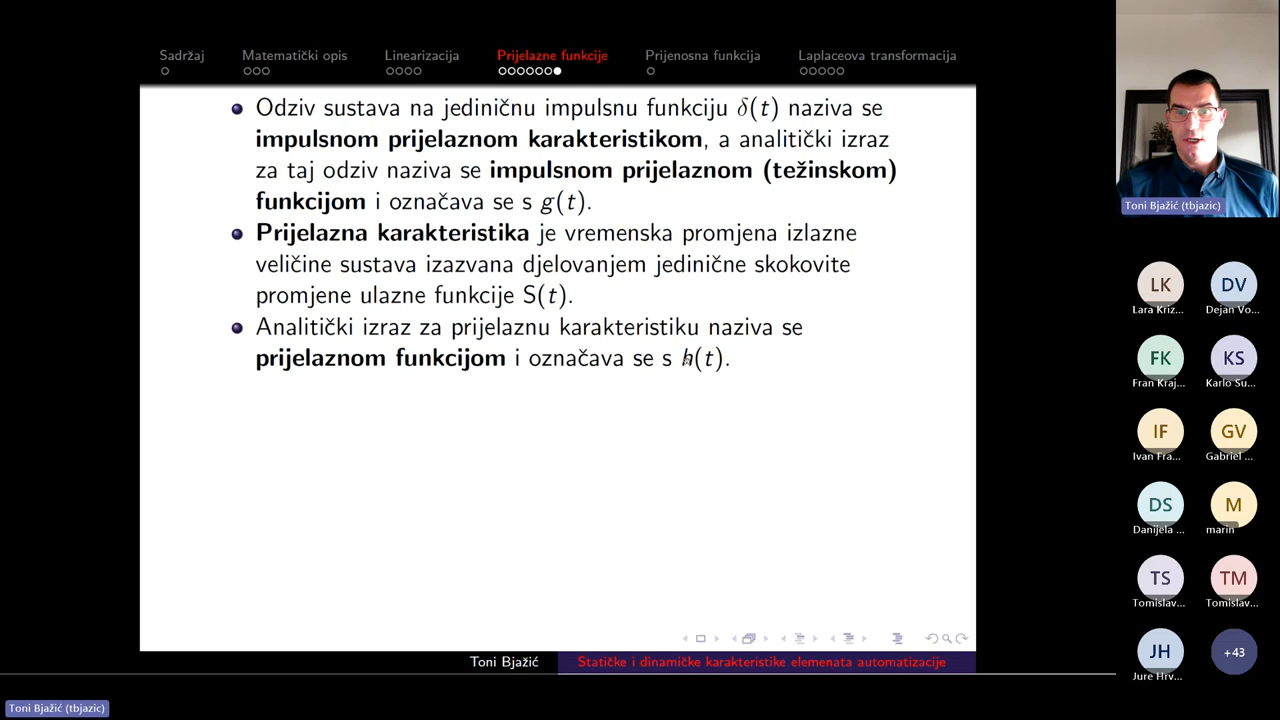 Sadržaj
Matematički opis
Linearizacija
Prijelazne funkcije
Prijenosna funkcija
Laplaceova transformacija
Odziv sustava na jediničnu impulsnu funkciju δ(t) naziva se
impulsnom prijelaznom karakteristikom, a analitički izraz
za taj odziv naziva se impulsnom prijelaznom (težinskom)
funkcijom i označava se s g(t).
Prijelazna karakteristika je vremenska promjena izlazne
veličine sustava izazvana djelovanjem jedinične skokovite
promjene ulazne funkcije S(t).
Analitički izraz za prijelaznu karakteristiku naziva se
prijelaznom funkcijom i označava se s h(t).
Toni Bjažić
Statičke i dinamičke karakteristike elemenata automatizacije
Toni Bjažić (tbjazic)
LK
Lara Kriz...
DV
Dejan Vo...
FK
Fran Kraj...
KS
Karlo Su...
IF
Ivan Fra...
GV
Gabriel ...
DS
Danijela ...
M
marin
TS
Tomislav...
TM
Tomislav...
JH
Jure Hrv...
+43
Toni Bjažić (tbjazic)